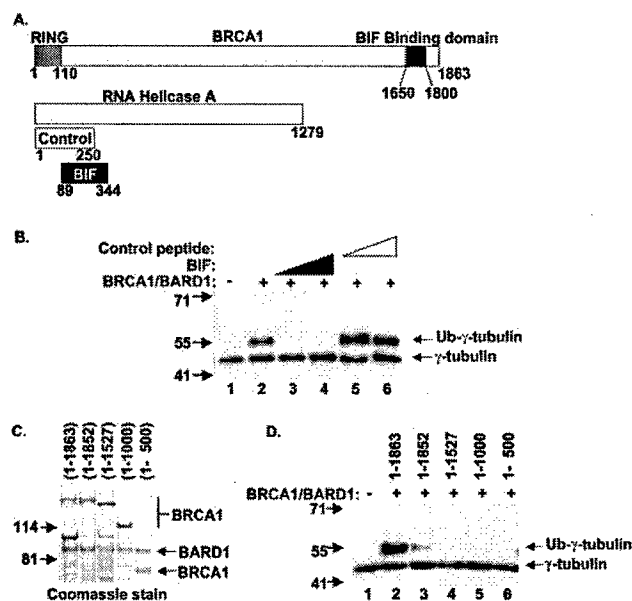 A.
RING BRCA1 BIF Binding domain
1 110 1863
1650 1800
RNA Helicase A
Control 1279
1 250
BIF
89 344
B.
Control peptide:
BIF:
BRCA1/BARD1: - + + + + +
71
55 Ub-γ-tubulin
γ-tubulin
41
1 2 3 4 5 6
C.
(1-1863) (1-1852) (1-1527) (1-1000) (1- 500)
BRCA1
114
BARD1
81
BRCA1
Coomassie stain
D.
1-1863 1-1852 1-1527 1-1000 1- 500
BRCA1/BARD1: - + + + + +
71
55 Ub-γ-tubulin
γ-tubulin
41
1 2 3 4 5 6